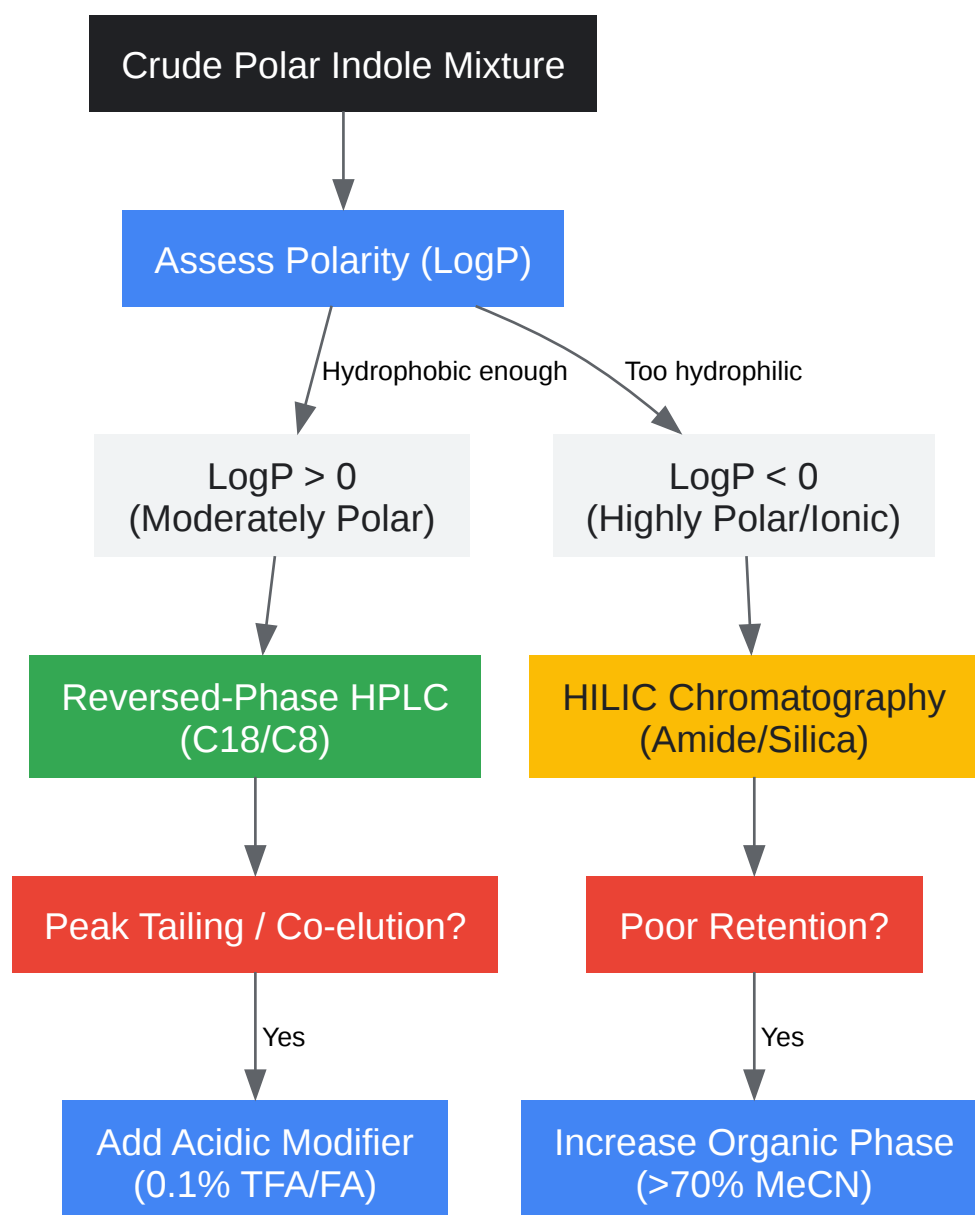 Crude Polar Indole Mixture
Assess Polarity (LogP)
Hydrophobic enough
Too hydrophilic
LogP > 0
(Moderately Polar)
LogP < 0
(Highly Polar/Ionic)
Reversed-Phase HPLC
(C18/C8)
HILIC Chromatography
(Amide/Silica)
Peak Tailing / Co-elution?
Poor Retention?
Yes
Yes
Add Acidic Modifier
(0.1% TFA/FA)
Increase Organic Phase
(>70% MeCN)